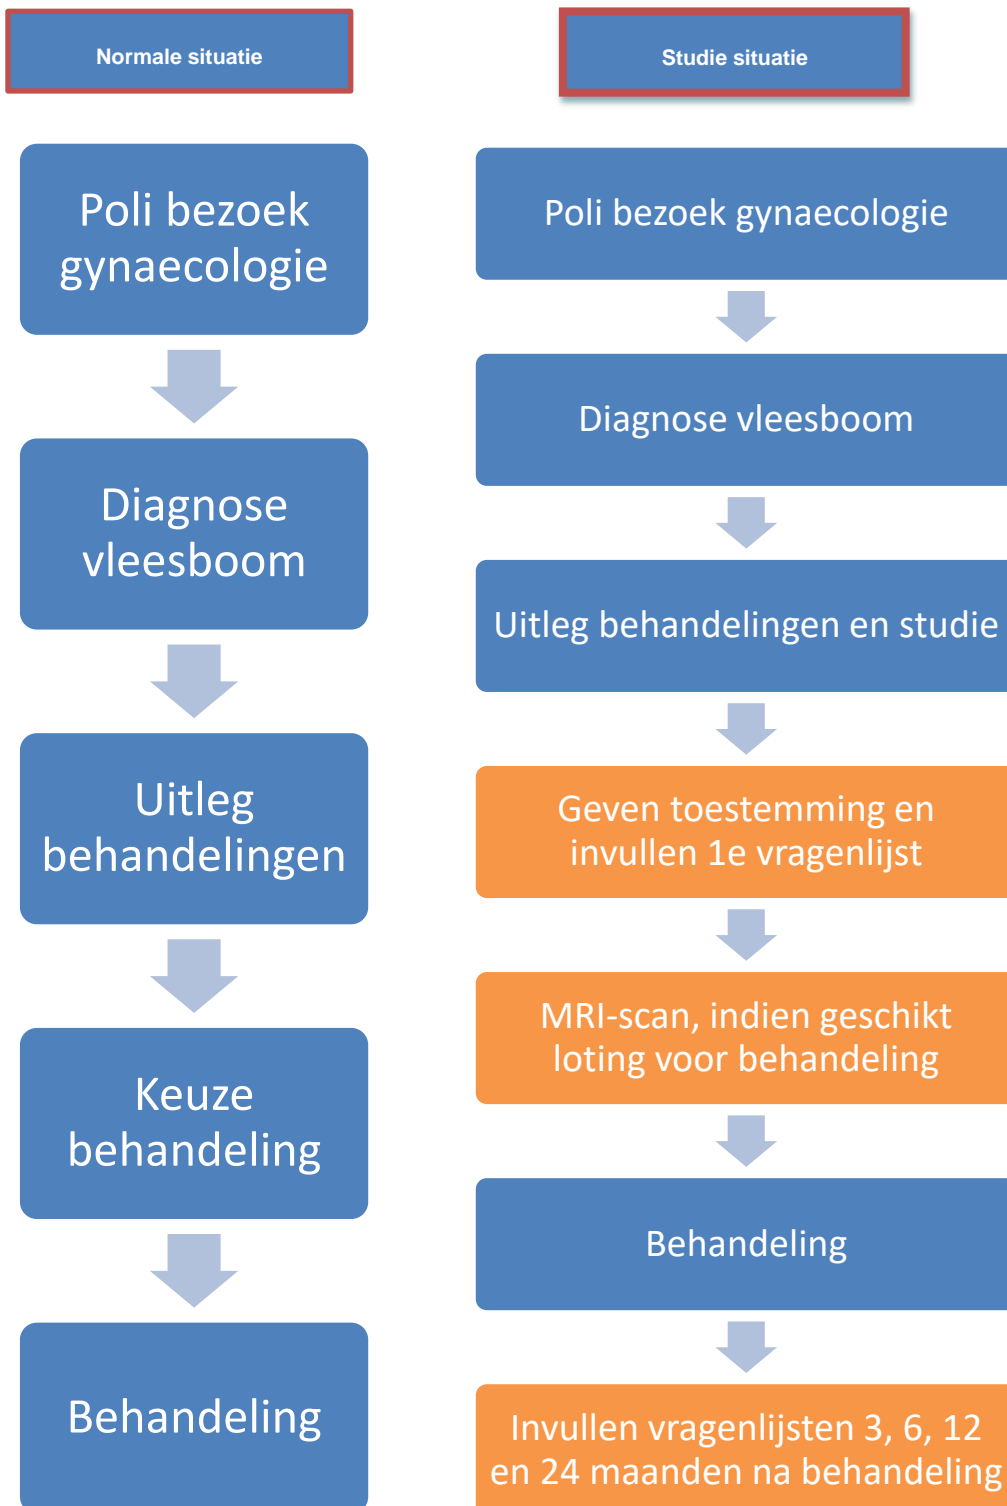 Normale situatie
Poli bezoek
gynaecologie
Diagnose
vleesboom
Uitleg
behandelingen
Keuze
behandeling
Behandeling
Studie situatie
Poli bezoek gynaecologie
Diagnose vleesboom
Uitleg behandelingen en studie
Geven toestemming en
invullen 1e vragenlijst
MRI-scan, indien geschikt
loting voor behandeling
Behandeling
Invullen vragenlijsten 3, 6, 12
en 24 maanden na behandeling